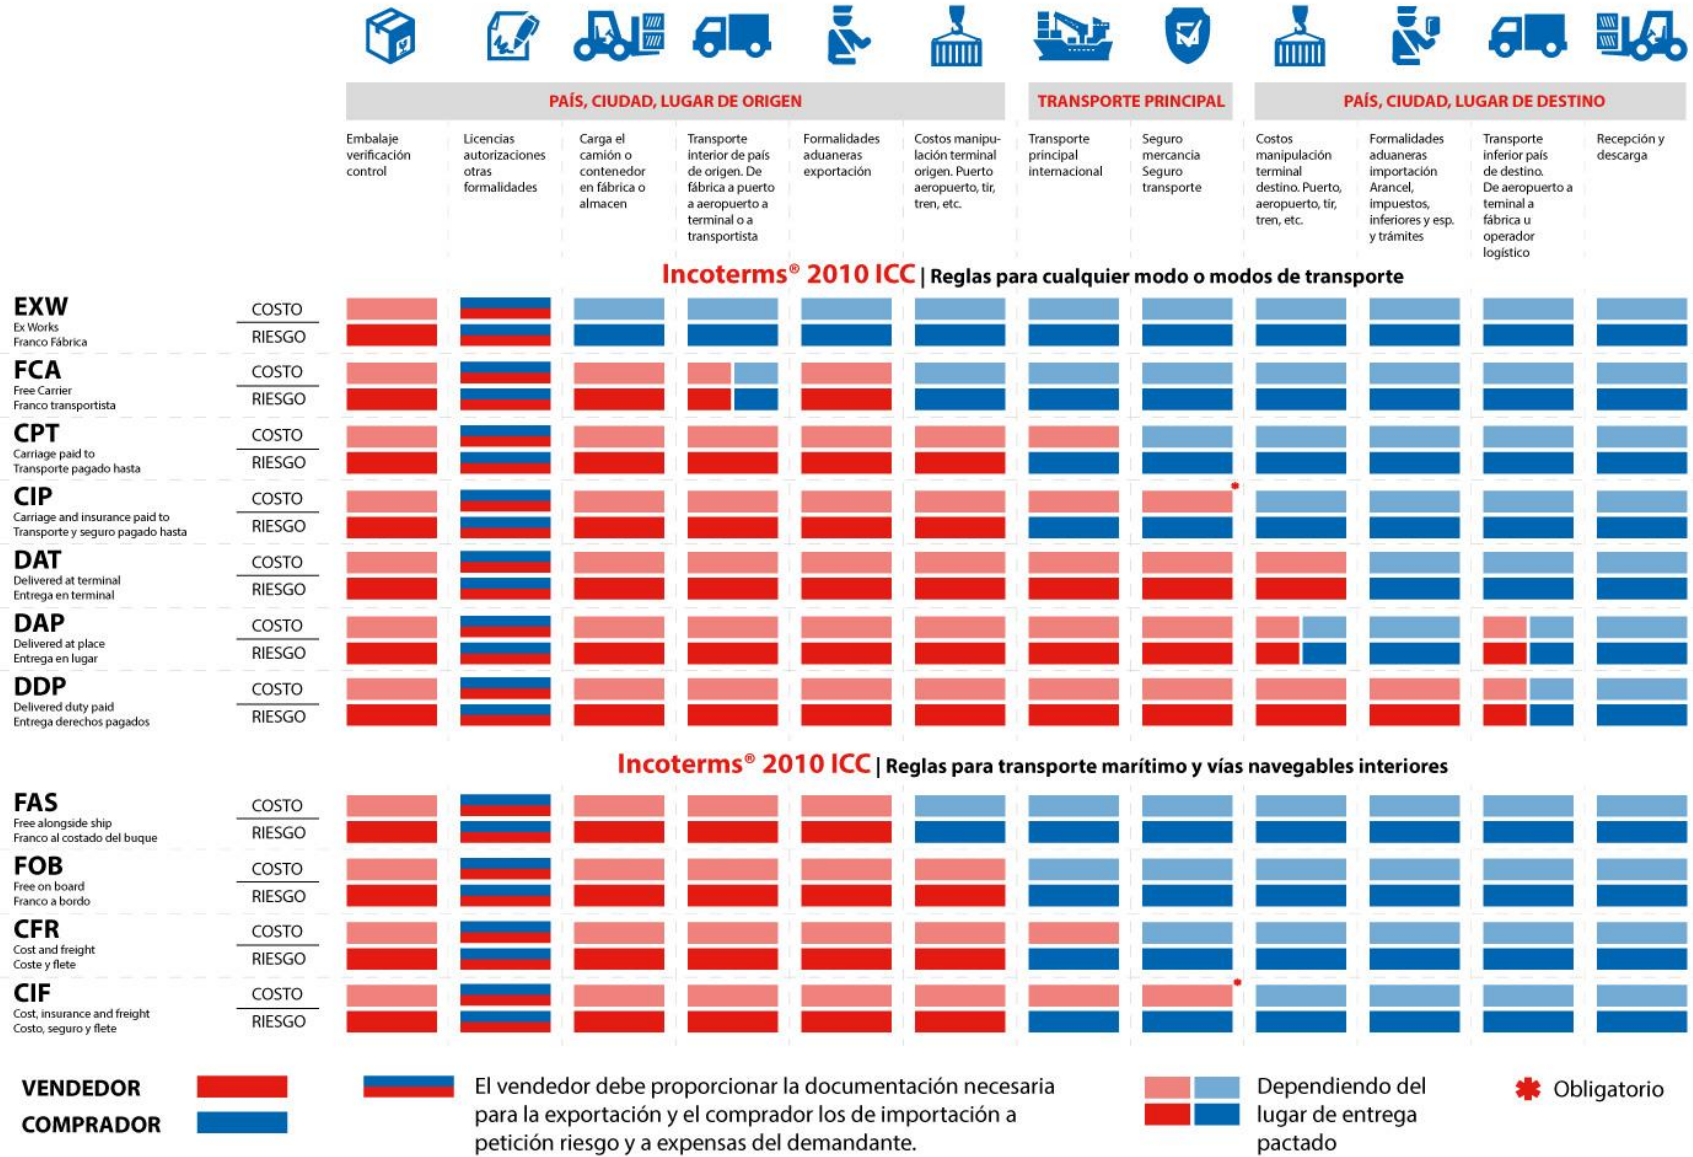 PAÍS, CIUDAD, LUGAR DE ORIGEN
TRANSPORTE PRINCIPAL
PAÍS, CIUDAD, LUGAR DE DESTINO
Embalaje
verificación
control
Licencías
autorizaciones
otras
formalidades
Carga el
camión o
contenedor
en fábrica o
almacen
Transporte
interior de país
de origen. De
fábrica a puerto
a aeropuerto a
terminal o a
transportista
Formalidades
aduaneras
exportación
Costos manipu-
lación terminal
origen. Puerto
aeropuerto, tir,
tren, etc.
Transporte
principal
internacional
Seguro
mercancia
Seguro
transporte
Costos
manipulación
terminal
destino. Puerto,
aeropuerto, tír,
tren, etc.
Formalidades
aduaneras
importación
Arancel,
impuestos,
inferiores y esp.
y trámites
Transporte
inferior país
de destino.
De aeropuerto a
teminal a
fábrica u
operador
logístico
Recepción y
descarga
Incoterms® 2010 ICC | Reglas para cualquier modo o modos de transporte
EXW
Ex Works
Franco Fábrica
COSTO
RIESGO
FCA
Free Carrier
Franco transportista
COSTO
RIESGO
CPT
Carriage paid to
Transporte pagado hasta
COSTO
RIESGO
CIP
Carriage and insurance paid to
Transporte y seguro pagado hasta
COSTO
RIESGO
*
DAT
Delivered at terminal
Entrega en terminal
COSTO
RIESGO
DAP
Delivered at place
Entrega en lugar
COSTO
RIESGO
DDP
Delivered duty paid
Entrega derechos pagados
COSTO
RIESGO
Incoterms® 2010 ICC | Reglas para transporte marítimo y vías navegables interiores
FAS
Free alongside ship
Franco al costado del buque
COSTO
RIESGO
FOB
Free on board
Franco a bordo
COSTO
RIESGO
CFR
Cost and freight
Coste y flete
COSTO
RIESGO
CIF
Cost, insurance and freight
Costo, seguro y flete
COSTO
RIESGO
*
VENDEDOR
COMPRADOR
El vendedor debe proporcionar la documentación necesaria
para la exportación y el comprador los de importación a
petición riesgo y a expensas del demandante.
Dependiendo del
lugar de entrega
pactado
* Obligatorio